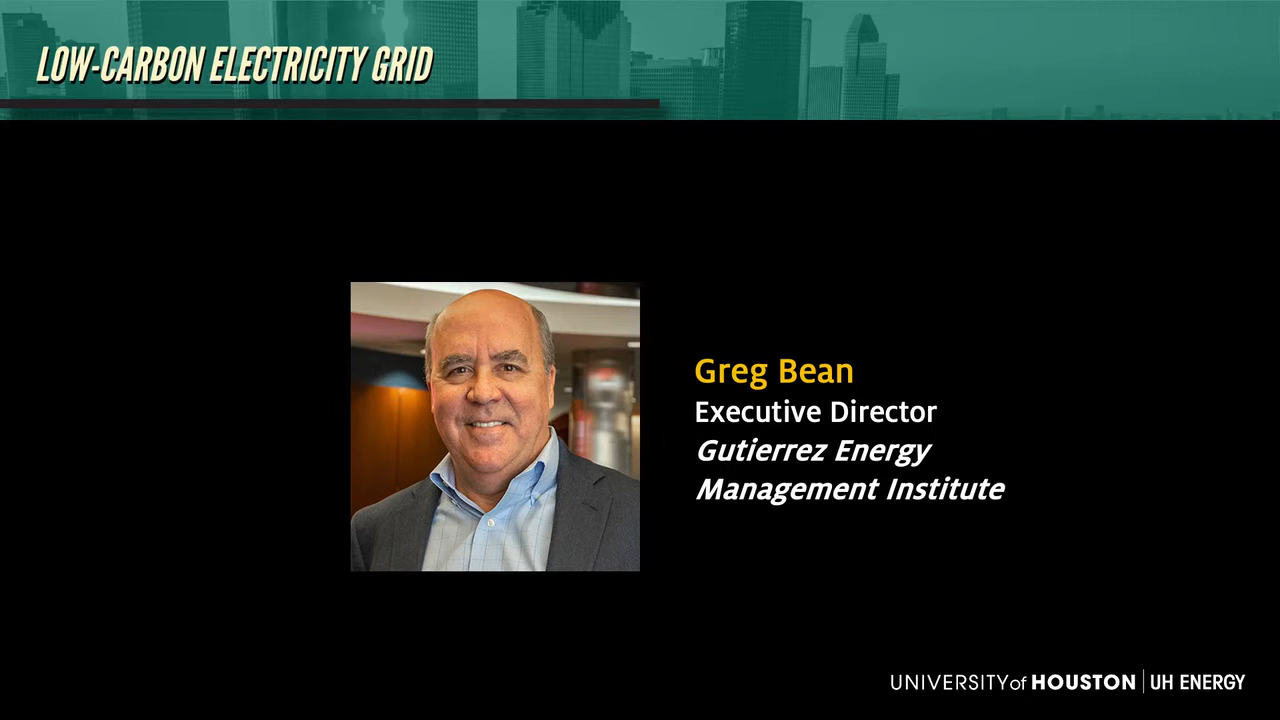 LOW-CARBON ELECTRICITY GRID
Greg Bean
Executive Director
Gutierrez Energy
Management Institute
UNIVERSITY of HOUSTON | UH ENERGY